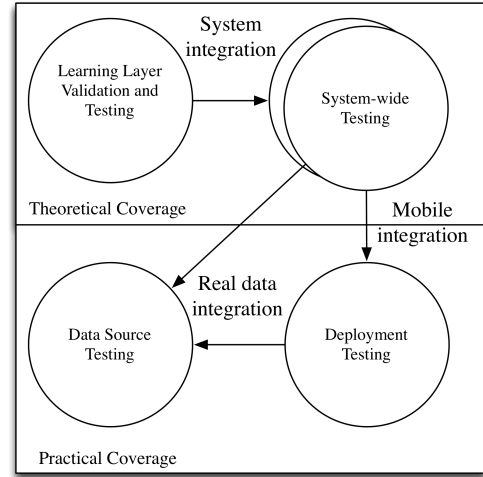 System
integration
Learning Layer
Validation and
Testing
System-wide
Testing
Theoretical Coverage
Mobile
integration
Real data
integration
Data Source
Testing
Deployment
Testing
Practical Coverage